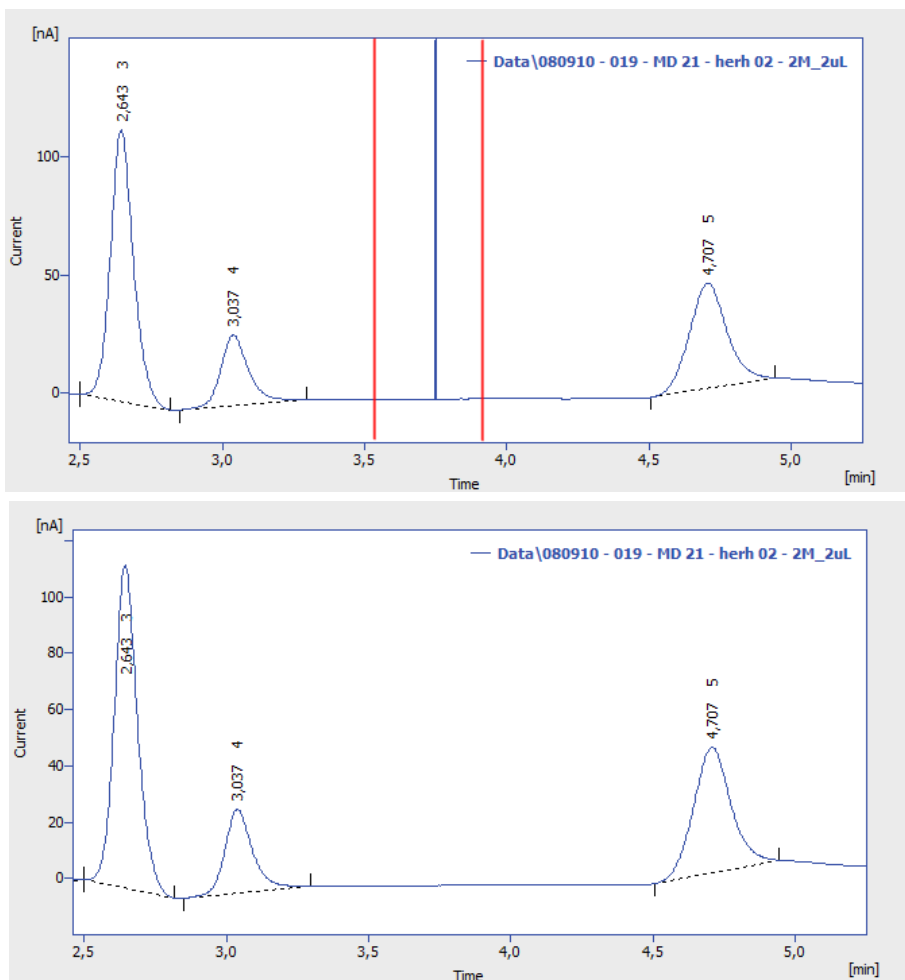 [nA]
Data\080910 - 019 - MD 21 - herh 02 - 2M_2uL
2,643 3
3,037 4
4,707 5
100
50
0
Current
2,5 3,0 3,5 4,0 4,5 5,0
Time
[min]
[nA]
Data\080910 - 019 - MD 21 - herh 02 - 2M_2uL
2,643 3
3,037 4
4,707 5
100
80
60
40
20
0
Current
2,5 3,0 3,5 4,0 4,5 5,0
Time
[min]